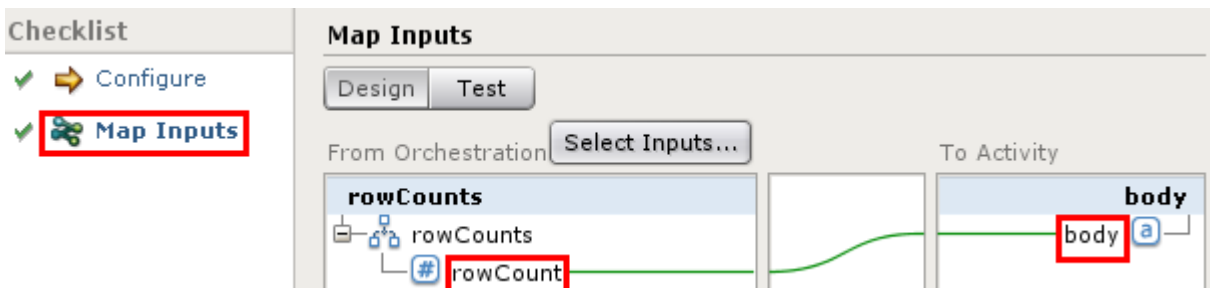 Checklist
Configure
Map Inputs
Map Inputs
Design
Test
From Orchestration
Select Inputs...
To Activity
rowCounts
rowCounts
# rowCount
body
body a